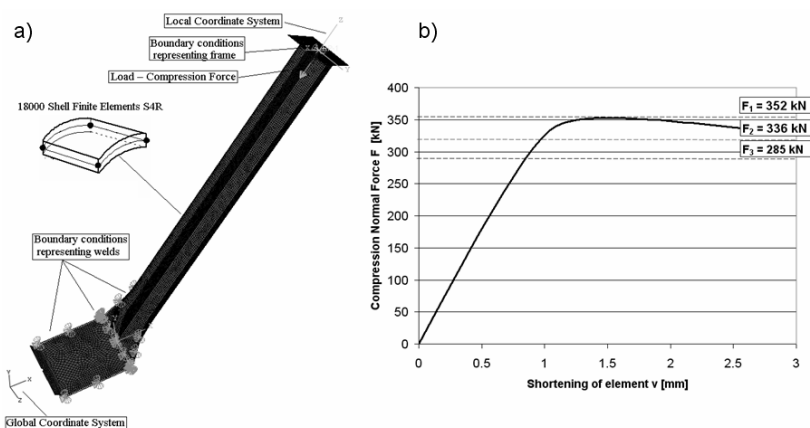 a)
Local Coordinate System
Boundary conditions
representing frame
Load – Compression Force
18000 Shell Finite Elements S4R
Boundary conditions
representing welds
Y
X
Z
Global Coordinate System
b)
Compression Normal Force F [kN]
400
350
300
250
200
150
100
50
0
F₁ = 352 kN
F₂ = 336 kN
F₃ = 285 kN
0 0.5 1 1.5 2 2.5 3
Shortening of element v [mm]